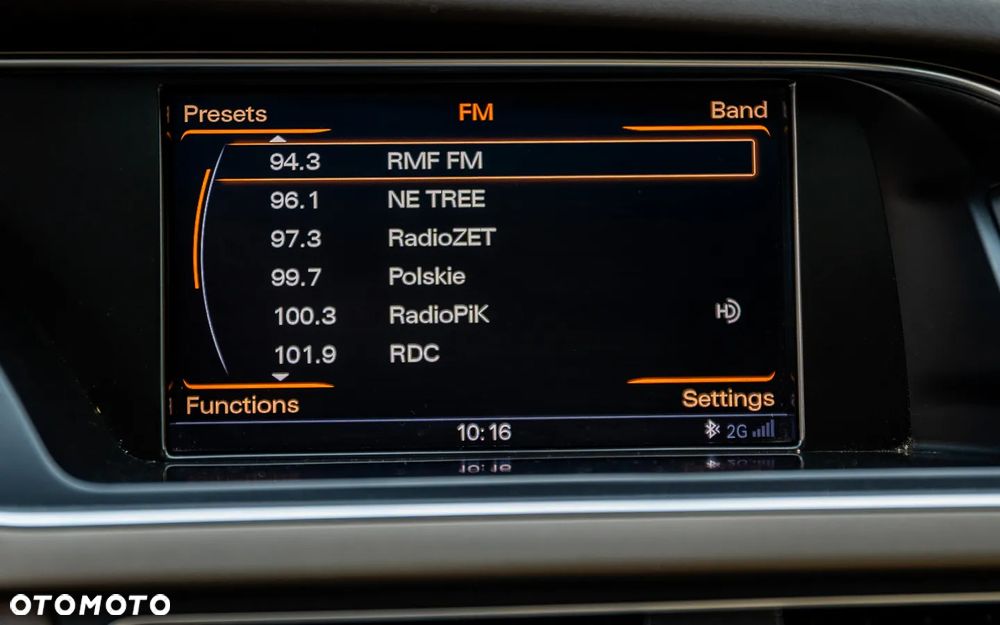 Presets FM Band
94.3 RMF FM
96.1 NE TREE
97.3 RadioZET
99.7 Polskie
100.3 RadioPiK HD
101.9 RDC
Functions Settings
10:16 2G
OTOMOTO